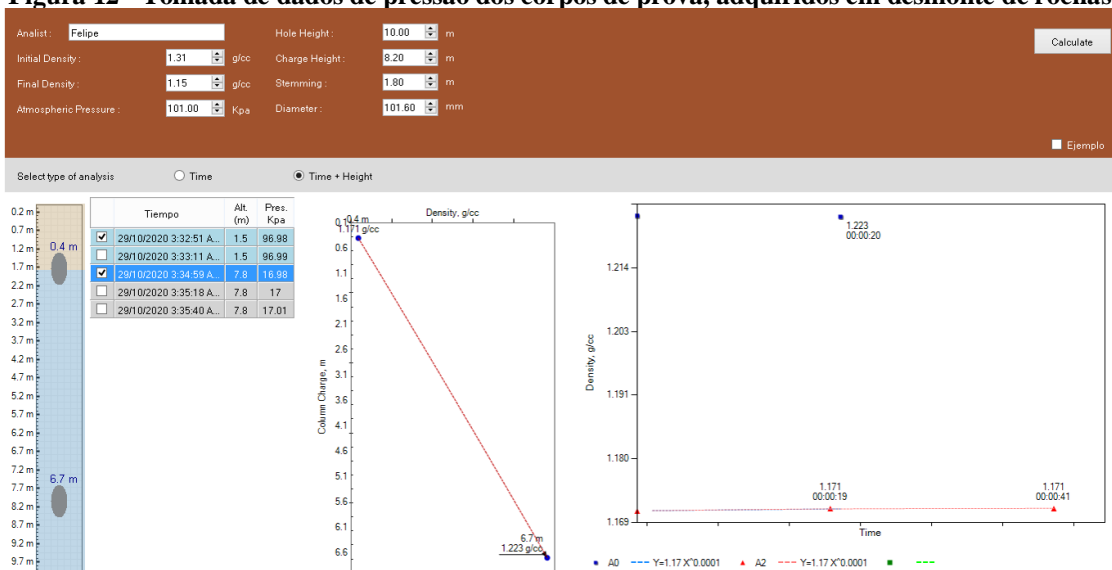 Figura 12 - Tomada de dados de pressão dos corpos de prova, adquiridos em desmonte de rochas
Analist : Felipe Hole Height : 10.00 m
Calculate
Initial Density : 1.31 g/cc Charge Height : 8.20 m
Final Density : 1.15 g/cc Stemming : 1.80 m
Atmospheric Pressure : 101.00 Kpa Diameter : 101.60 mm
Ejemplo
Select type of analysis Time Time + Height
0.2 m
0.7 m
1.2 m
1.7 m
2.2 m
2.7 m
3.2 m
3.7 m
4.2 m
4.7 m
5.2 m
5.7 m
6.2 m
6.7 m
7.2 m
7.7 m
8.2 m
8.7 m
9.2 m
9.7 m
0.4 m
6.7 m
Tiempo Alt. (m) Pres. Kpa
29/10/2020 3:32:51 A... 1.5 96.98
29/10/2020 3:33:11 A... 1.5 96.99
29/10/2020 3:34:59 A... 7.8 16.98
29/10/2020 3:35:18 A... 7.8 17
29/10/2020 3:35:40 A... 7.8 17.01
Density, g/cc
0.4 m
1.171 g/cc
0.1
0.6
1.1
1.6
2.1
2.6
3.1
3.6
4.1
4.6
5.1
5.6
6.1
6.6
Column Charge, m
6.7 m
1.223 g/cc
1.223
00:00:20
1.214
1.203
1.191
1.180
1.169
Density, g/cc
1.171
00:00:19
1.171
00:00:41
Time
A0 Y=1.17 X^0.0001 A2 Y=1.17 X^0.0001